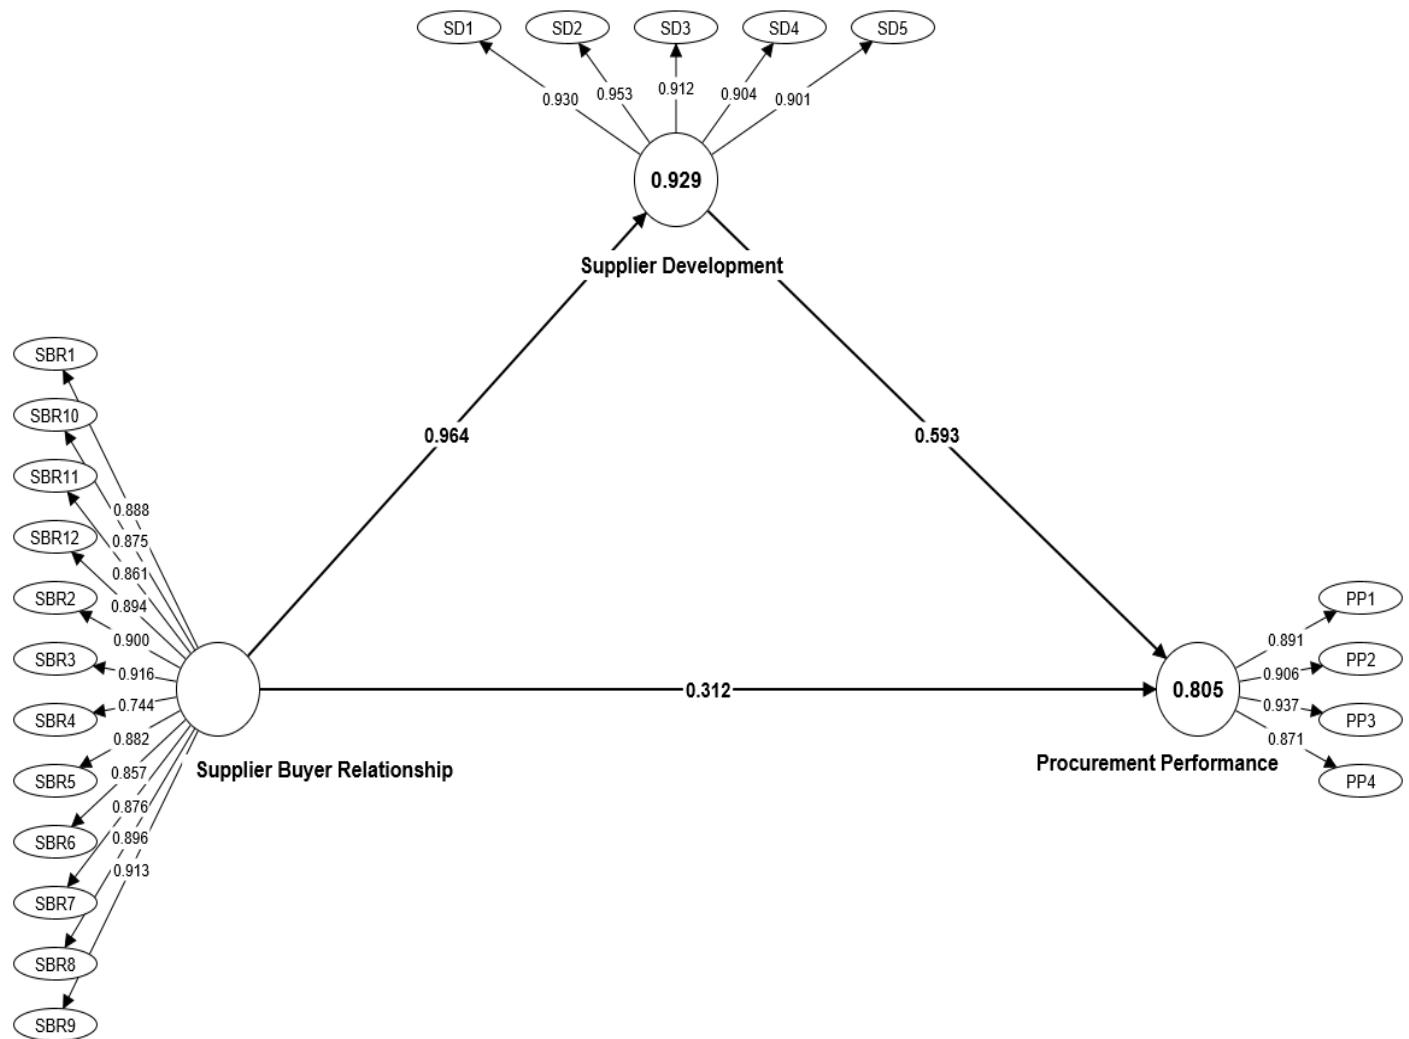 SD1 SD2 SD3 SD4 SD5
0.930 0.953 0.912 0.904 0.901
0.929
Supplier Development
0.964 0.593
SBR1
SBR10
SBR11
SBR12
SBR2
SBR3
SBR4
SBR5
SBR6
SBR7
SBR8
SBR9
0.888
0.875
0.861
0.894
0.900
0.916
0.744
0.882
0.857
0.876
0.896
0.913
Supplier Buyer Relationship
0.312
0.805
Procurement Performance
0.891
0.906
0.937
0.871
PP1
PP2
PP3
PP4